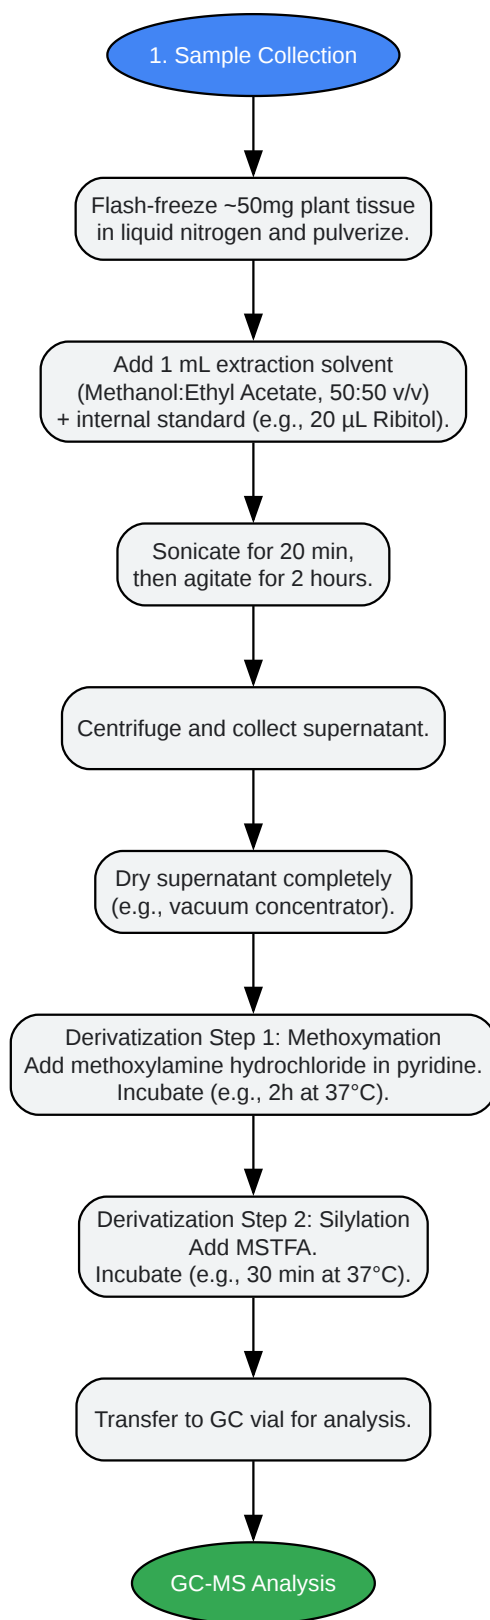 1. Sample Collection
Flash-freeze ~50mg plant tissue
in liquid nitrogen and pulverize.
Add 1 mL extraction solvent
(Methanol:Ethyl Acetate, 50:50 v/v)
+ internal standard (e.g., 20 µL Ribitol).
Sonicate for 20 min,
then agitate for 2 hours.
Centrifuge and collect supernatant.
Dry supernatant completely
(e.g., vacuum concentrator).
Derivatization Step 1: Methoxymation
Add methoxylamine hydrochloride in pyridine.
Incubate (e.g., 2h at 37°C).
Derivatization Step 2: Silylation
Add MSTFA.
Incubate (e.g., 30 min at 37°C).
Transfer to GC vial for analysis.
GC-MS Analysis